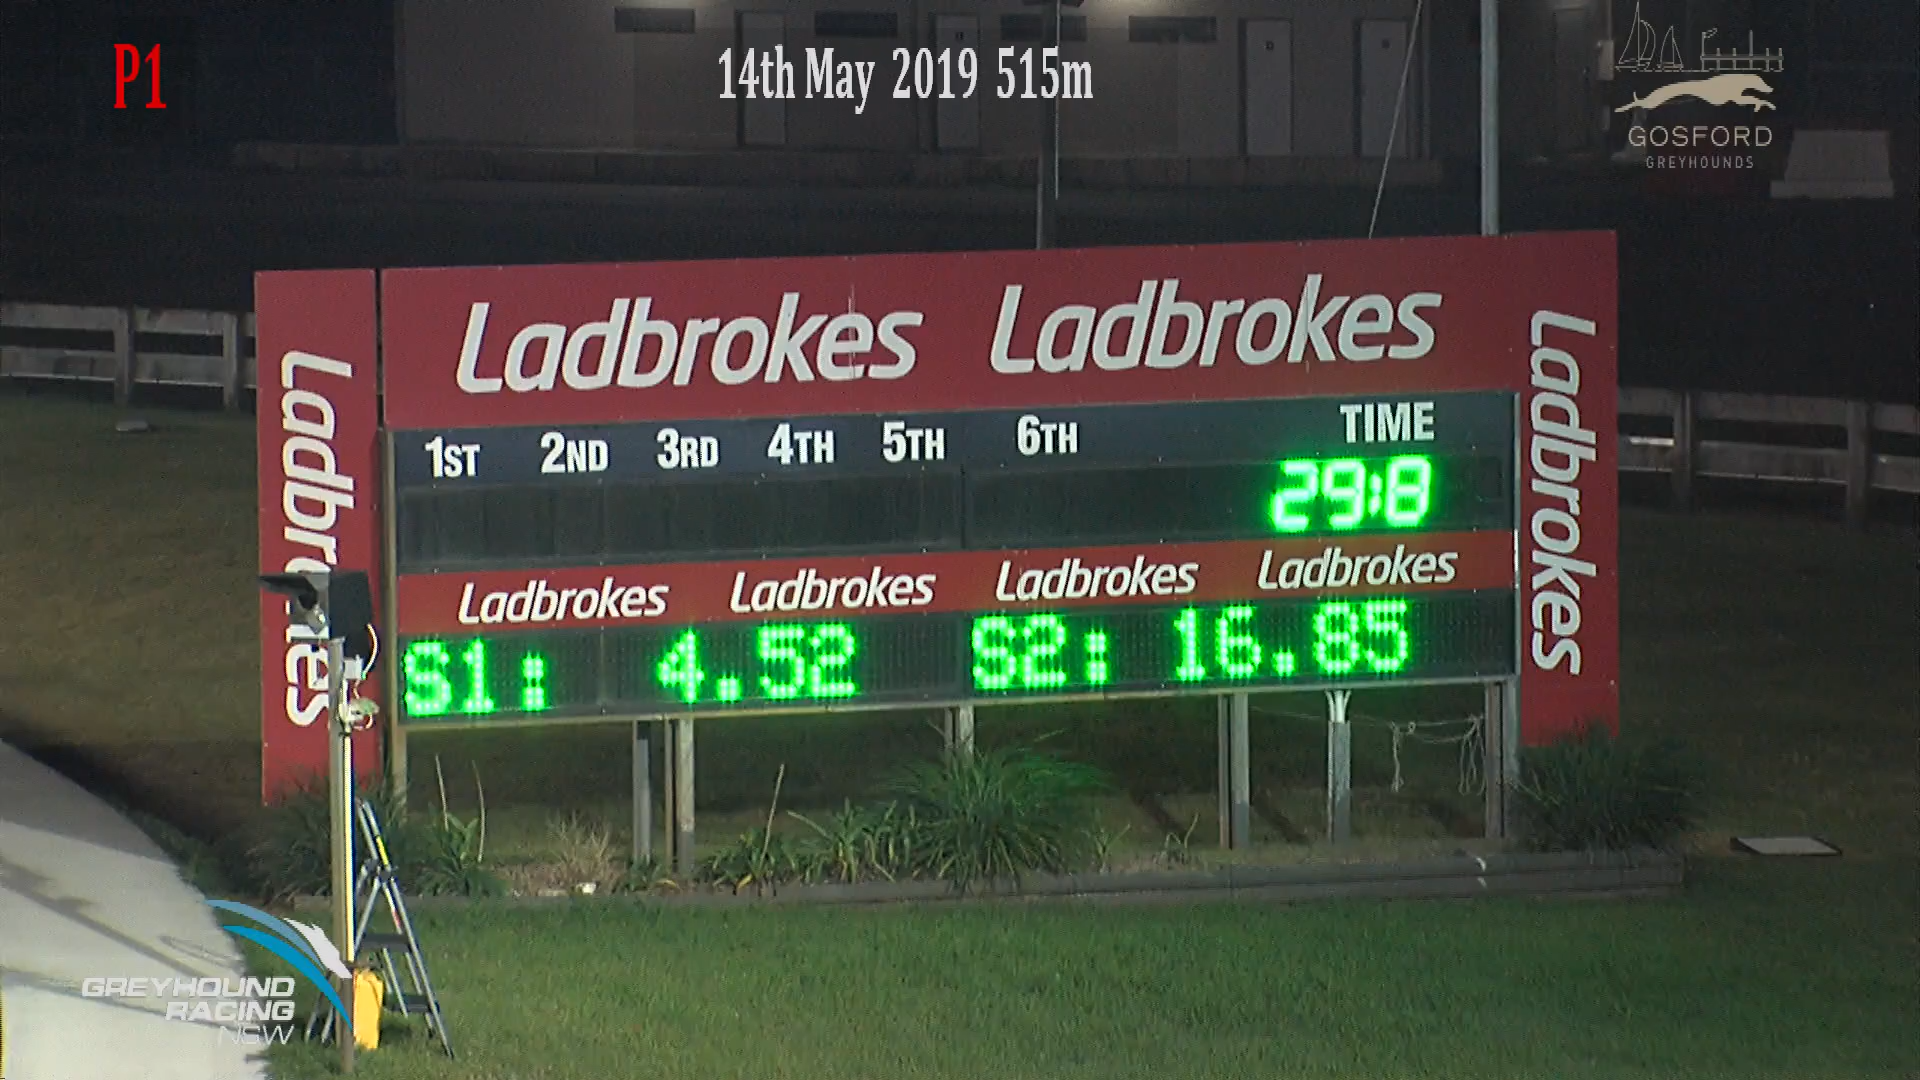 P1
14th May 2019 515m
GOSFORD
GREYHOUNDS
Ladbrokes Ladbrokes
Ladbrokes
Ladbrokes
1ST 2ND 3RD 4TH 5TH 6TH TIME
29:8
Ladbrokes Ladbrokes Ladbrokes Ladbrokes
S1: 4.52 S2: 16.85
GREYHOUND
RACING
NSW